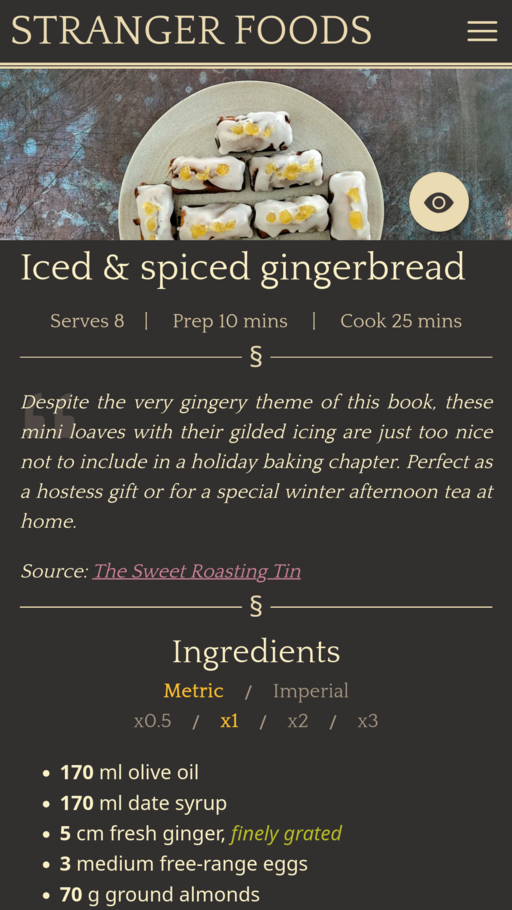 STRANGER FOODS
Iced & spiced gingerbread
Serves 8 | Prep 10 mins | Cook 25 mins
§
Despite the very gingery theme of this book, these
mini loaves with their gilded icing are just too nice
not to include in a holiday baking chapter. Perfect as
a hostess gift or for a special winter afternoon tea at
home.
Source: The Sweet Roasting Tin
§
Ingredients
Metric / Imperial
x0.5 / x1 / x2 / x3
• 170 ml olive oil
• 170 ml date syrup
• 5 cm fresh ginger, finely grated
• 3 medium free-range eggs
• 70 g ground almonds